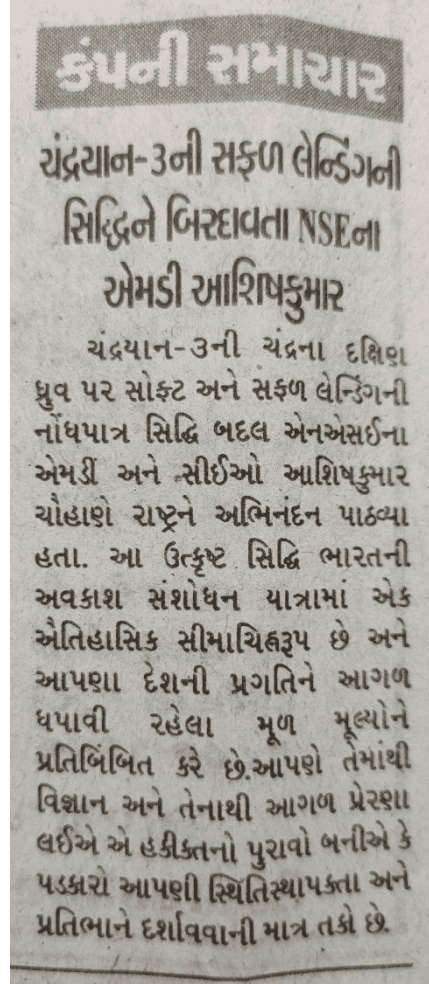 કંપની સમાચાર
ચંદ્રયાન-૩ની સફળ લેન્ડિંગની
સિદ્ધિને બિરદાવતા NSEના
એમડી આશિષકુમાર
ચંદ્રયાન-૩ની ચંદ્રના દક્ષિણ
ધ્રુવ પર સોફ્ટ અને સફળ લેન્ડિંગની
નોંધપાત્ર સિદ્ધિ બદલ એનએસઈના
એમડી અને સીઈઓ આશિષકુમાર
ચૌહાણે રાષ્ટ્રને અભિનંદન પાઠવ્યા
હતા. આ ઉત્કૃષ્ટ સિદ્ધિ ભારતની
અવકાશ સંશોધન યાત્રામાં એક
ઐતિહાસિક સીમાચિહ્નરૂપ છે અને
આપણા દેશની પ્રગતિને આગળ
ધપાવી રહેલા મૂળ મૂલ્યોને
પ્રતિબિંબિત કરે છે.આપણે તેમાંથી
વિજ્ઞાન અને તેનાથી આગળ પ્રેરણા
લઈએ એ હકીકતનો પુરાવો બનીએ કે
પડકારો આપણી સ્થિતિસ્થાપકતા અને
પ્રતિભાને દર્શાવવાની માત્ર તકો છે.